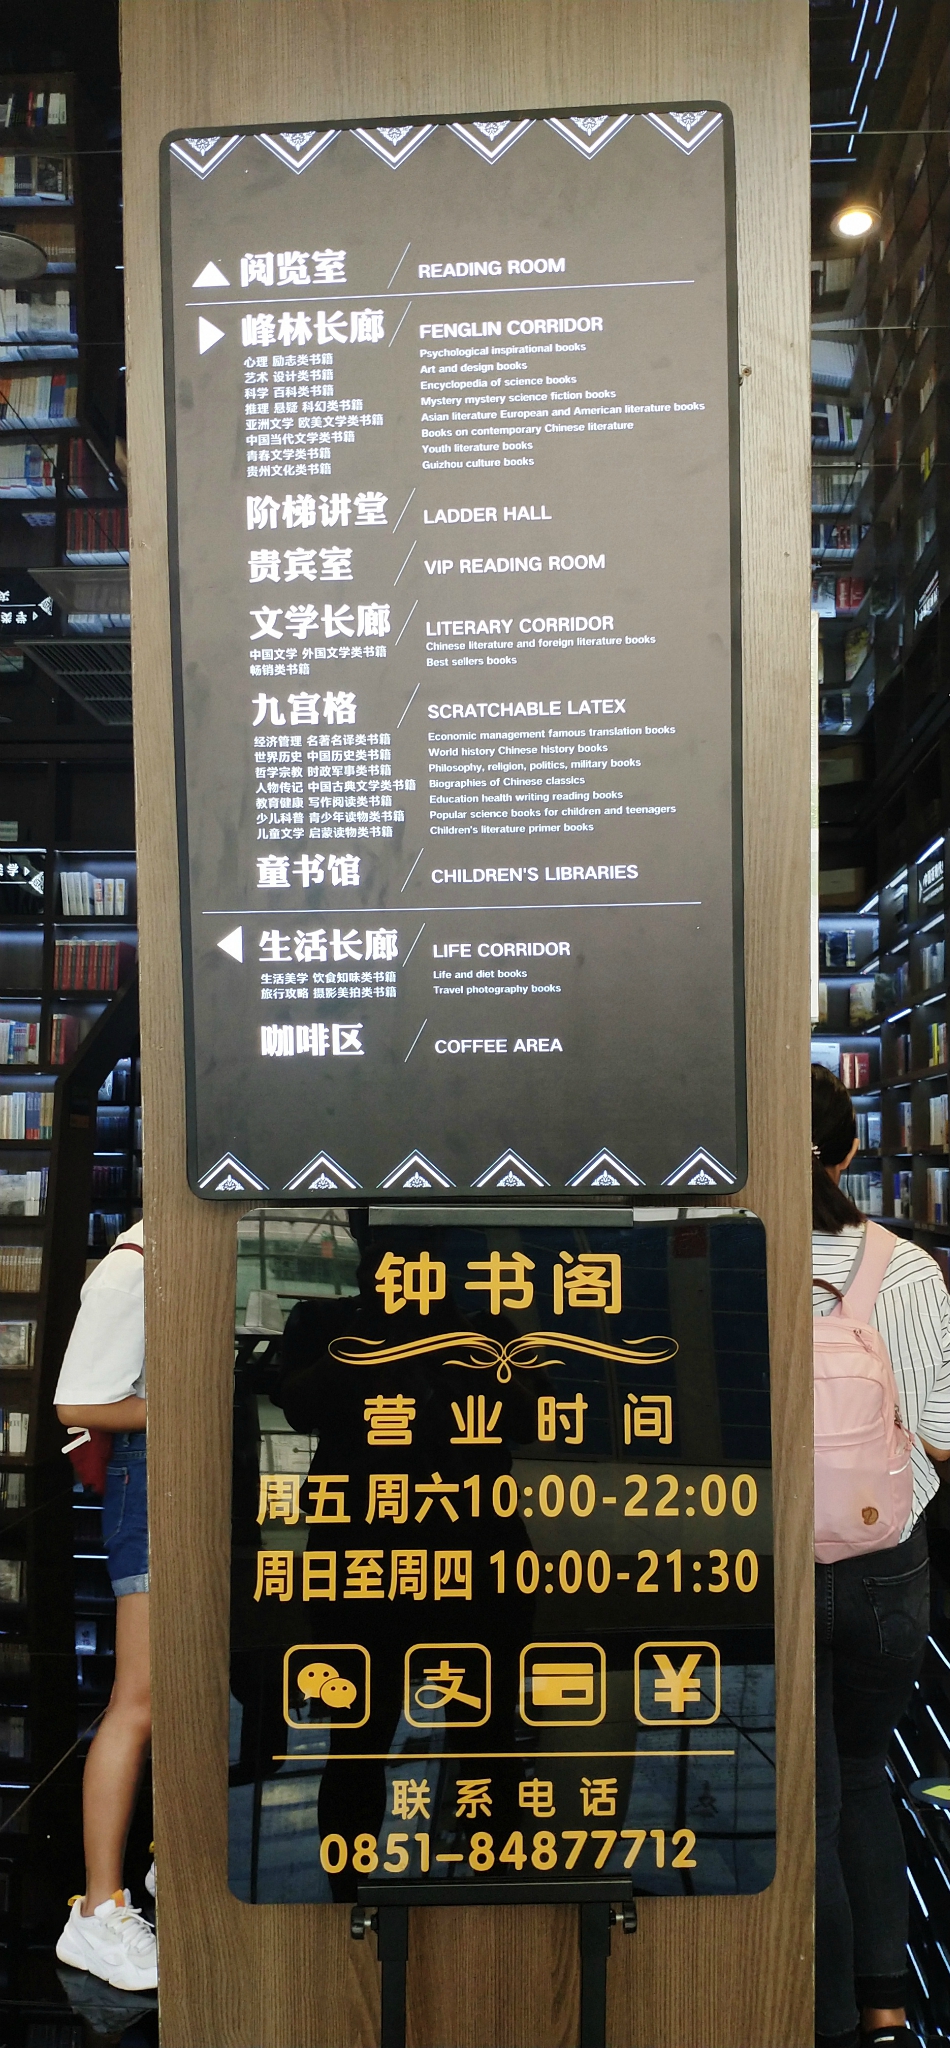 阅览室 / READING ROOM
峰林长廊 / FENGLIN CORRIDOR
心理 励志类书籍 Psychological inspirational books
艺术 设计类书籍 Art and design books
科学 百科类书籍 Encyclopedia of science books
推理 悬疑 科幻类书籍 Mystery mystery science fiction books
亚洲文学 欧美文学类书籍 Asian literature European and American literature books
中国当代文学类书籍 Books on contemporary Chinese literature
青春文学类书籍 Youth literature books
贵州文化类书籍 Guizhou culture books
阶梯讲堂 / LADDER HALL
贵宾室 / VIP READING ROOM
文学长廊 / LITERARY CORRIDOR
中国文学 外国文学类书籍 Chinese literature and foreign literature books
畅销类书籍 Best sellers books
九宫格 / SCRATCHABLE LATEX
经济管理 名著名译类书籍 Economic management famous translation books
世界历史 中国历史类书籍 World history Chinese history books
哲学宗教 时政军事类书籍 Philosophy, religion, politics, military books
人物传记 中国古典文学类书籍 Biographies of Chinese classics
教育健康 写作阅读类书籍 Education health writing reading books
少儿科普 青少年读物类书籍 Popular science books for children and teenagers
儿童文学 启蒙读物类书籍 Children's literature primer books
童书馆 / CHILDREN'S LIBRARIES
生活长廊 / LIFE CORRIDOR
生活美学 饮食知味类书籍 Life and diet books
旅行攻略 摄影美拍类书籍 Travel photography books
咖啡区 / COFFEE AREA
钟书阁
营业时间
周五 周六10:00-22:00
周日至周四 10:00-21:30
支 ¥
联系电话
0851-84877712